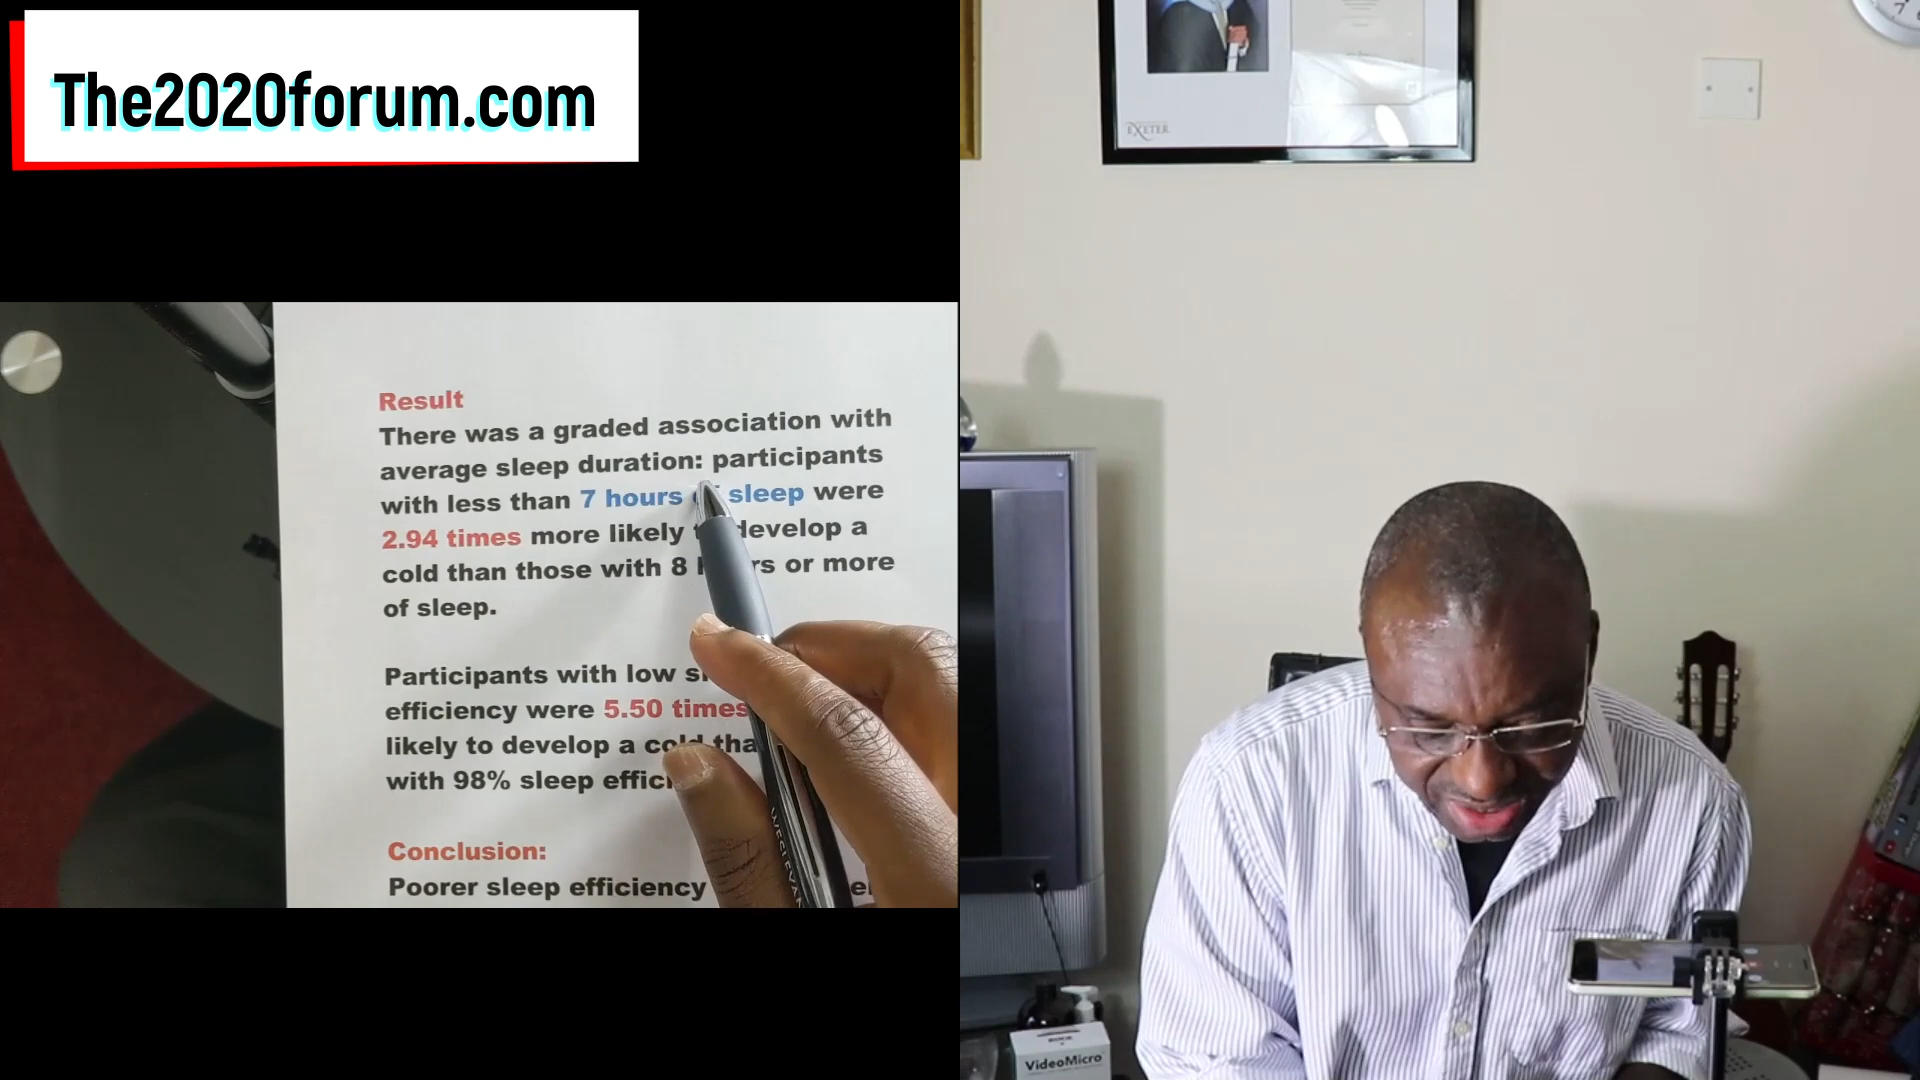 The2020forum.com
EXETER
Result
There was a graded association with
average sleep duration: participants
with less than 7 hours sleep were
2.94 times more likely develop a
cold than those with 8 or more
of sleep.
Participants with low
efficiency were 5.50 times
likely to develop a cold
with 98% sleep
Conclusion:
Poorer sleep efficiency
VideoMicro